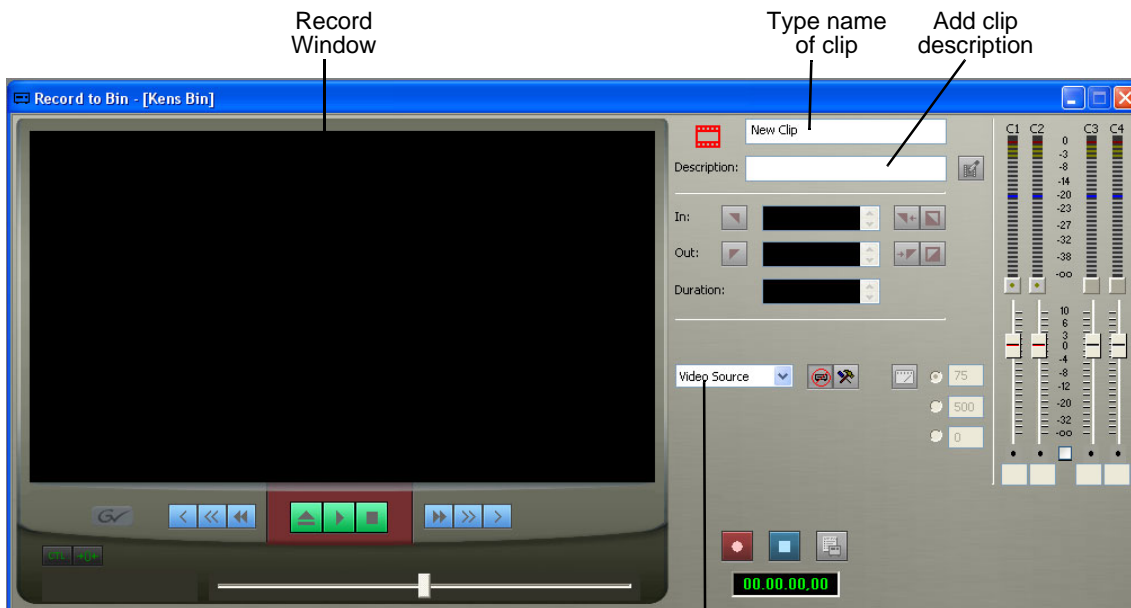 Record
Window
Type name
of clip
Add clip
description
Record to Bin - [Kens Bin]
New Clip
Description:
In:
Out:
Duration:
Video Source
75
500
0
C1 C2 C3 C4
0
-3
-8
-14
-20
-23
-27
-32
-38
-oo
10
6
3
0
-4
-8
-12
-20
-32
-oo
GV
CTL
00.00.00,00